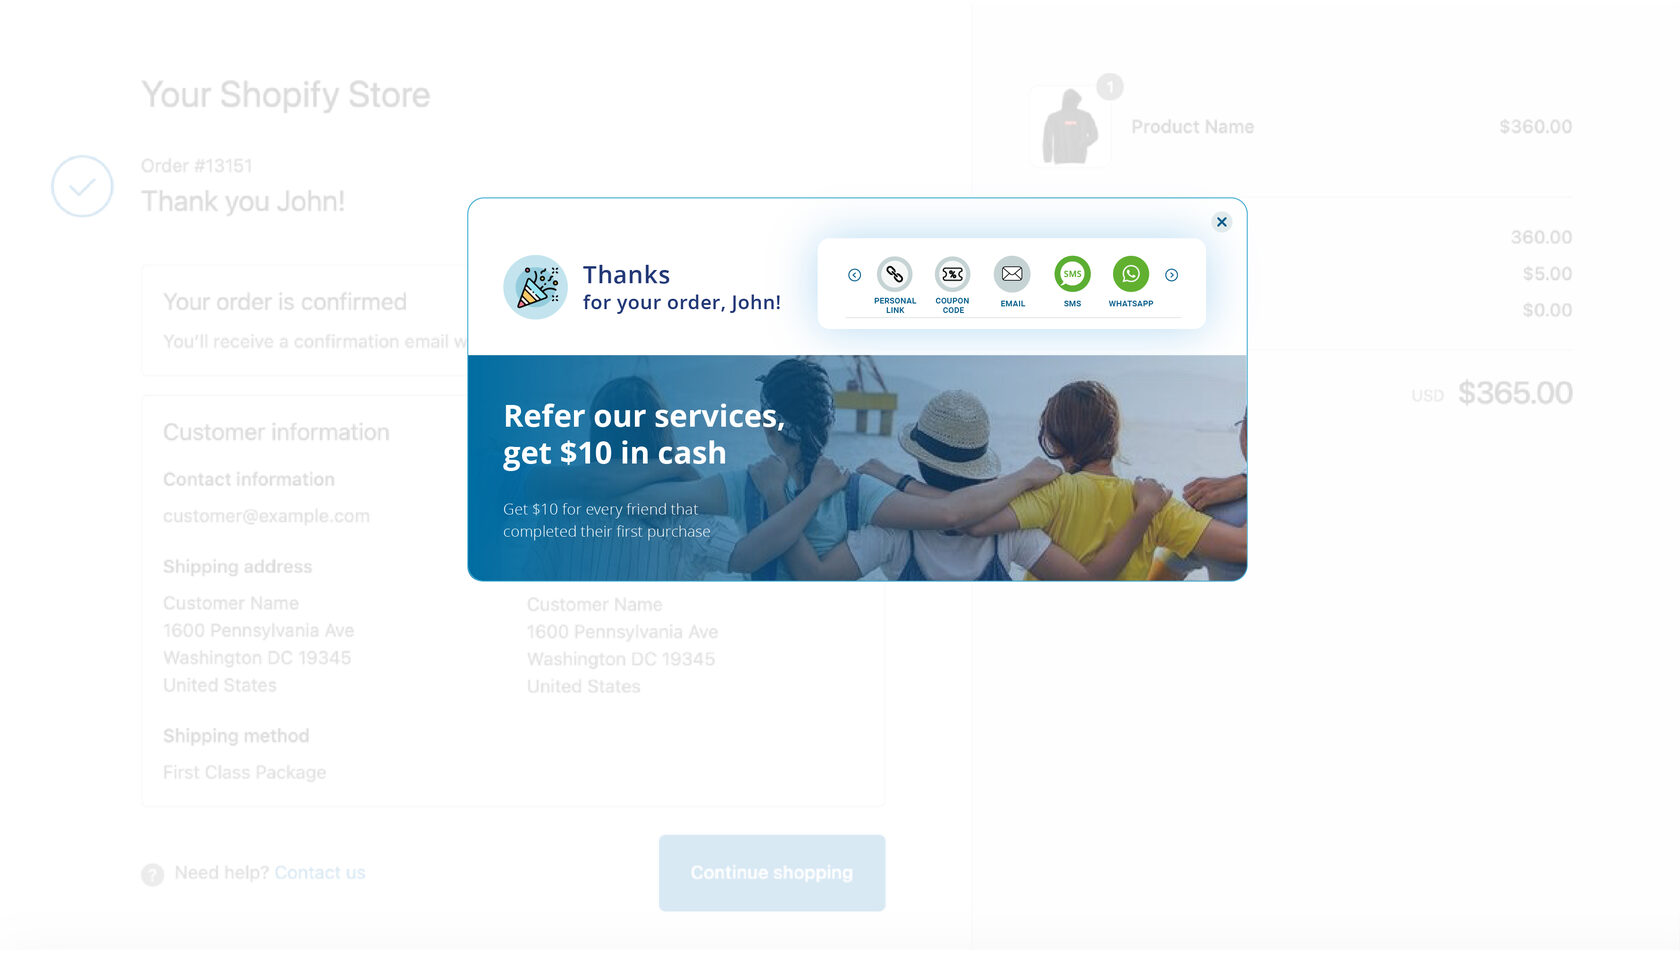 Your Shopify Store
Order #13151
Thank you John!
Your order is confirmed
You'll receive a confirmation email
Customer information
Contact information
customer@example.com
Shipping address
Customer Name
1600 Pennsylvania Ave
Washington DC 19345
United States
Customer Name
1600 Pennsylvania Ave
Washington DC 19345
United States
Shipping method
First Class Package
? Need help? Contact us
Continue shopping
1
Product Name $360.00
360.00
$5.00
$0.00
USD $365.00
Thanks
for your order, John!
PERSONAL LINK
COUPON CODE
EMAIL
SMS
SMS
WHATSAPP
Refer our services,
get $10 in cash
Get $10 for every friend that
completed their first purchase